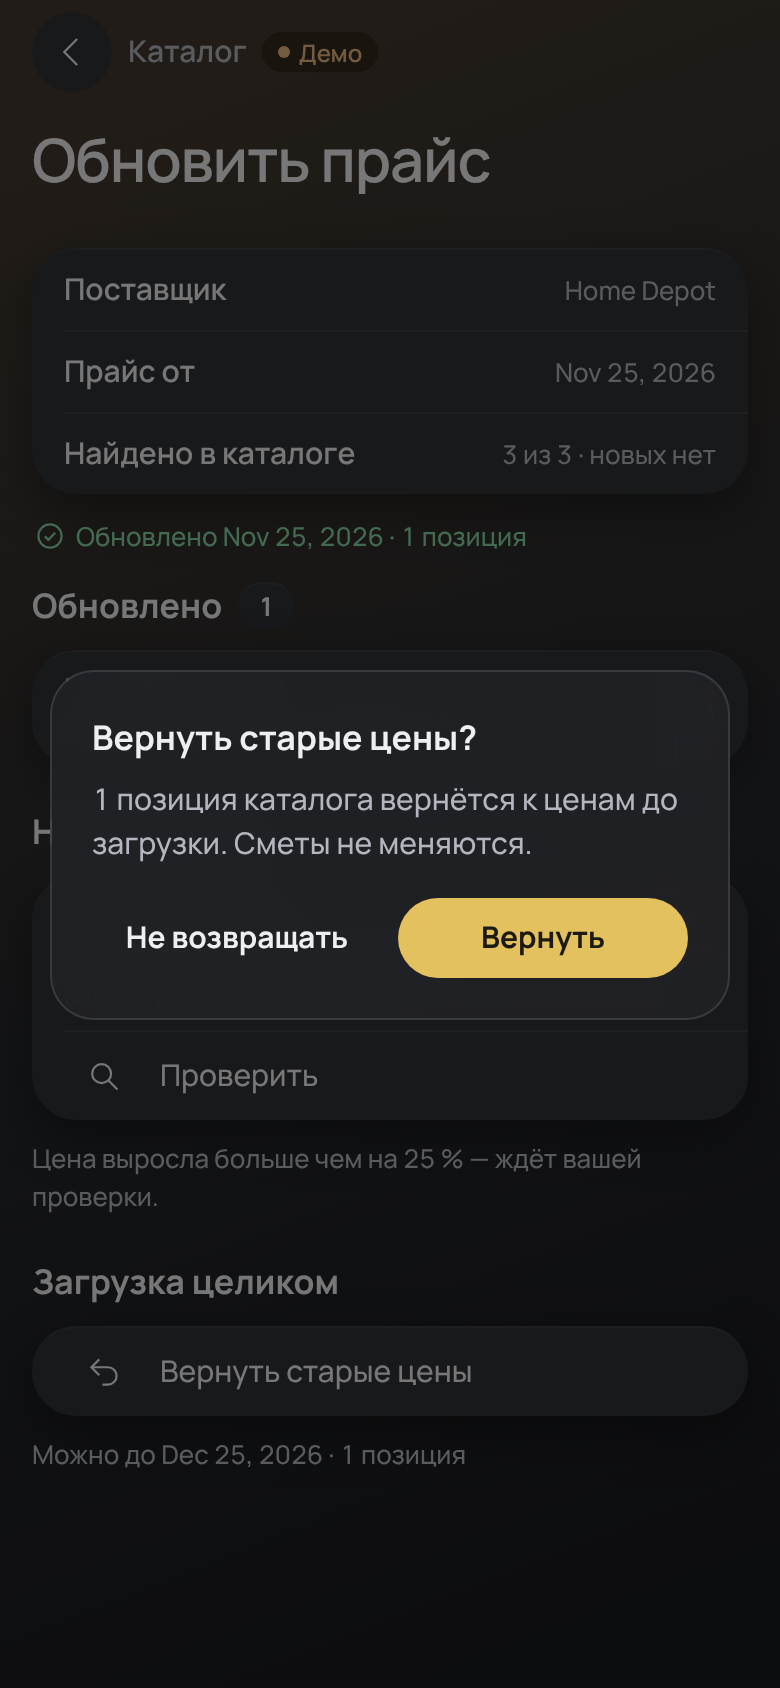 Каталог
Демо
Обновить прайс
Поставщик
Home Depot
Прайс от
Nov 25, 2026
Найдено в каталоге
3 из 3 · новых нет
Обновлено Nov 25, 2026 · 1 позиция
Обновлено
1
Вернуть старые цены?
1 позиция каталога вернётся к ценам до
загрузки. Сметы не меняются.
Не возвращать
Вернуть
Проверить
Цена выросла больше чем на 25 % — ждёт вашей
проверки.
Загрузка целиком
Вернуть старые цены
Можно до Dec 25, 2026 · 1 позиция